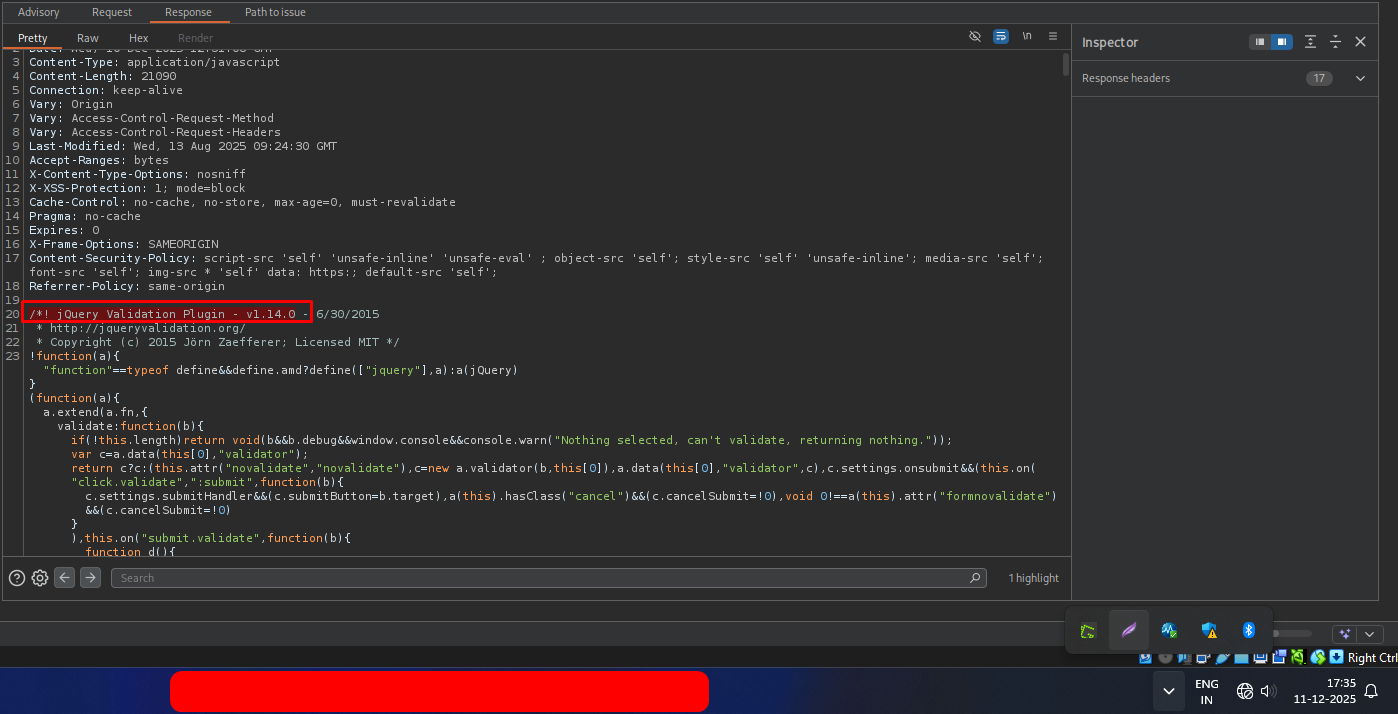 Advisory Request Response Path to issue
Pretty Raw Hex Render \n
Inspector
Response headers 17
3 Content-Type: application/javascript
4 Content-Length: 21090
5 Connection: keep-alive
6 Vary: Origin
7 Vary: Access-Control-Request-Method
8 Vary: Access-Control-Request-Headers
9 Last-Modified: Wed, 13 Aug 2025 09:24:30 GMT
10 Accept-Ranges: bytes
11 X-Content-Type-Options: nosniff
12 X-XSS-Protection: 1; mode=block
13 Cache-Control: no-cache, no-store, max-age=0, must-revalidate
14 Pragma: no-cache
15 Expires: 0
16 X-Frame-Options: SAMEORIGIN
17 Content-Security-Policy: script-src 'self' 'unsafe-inline' 'unsafe-eval' ; object-src 'self'; style-src 'self' 'unsafe-inline'; media-src 'self';
font-src 'self'; img-src * 'self' data: https:; default-src 'self';
18 Referrer-Policy: same-origin
19
20 /*! jQuery Validation Plugin - v1.14.0 - 6/30/2015
21 * http://jqueryvalidation.org/
22 * Copyright (c) 2015 Jörn Zaefferer; Licensed MIT */
23 !function(a){
"function"==typeof define&&define.amd?define(["jquery"],a):a(jQuery)
}
(function(a){
a.extend(a.fn,{
validate:function(b){
if(!this.length)return void(b&&b.debug&&window.console&&console.warn("Nothing selected, can't validate, returning nothing."));
var c=a.data(this[0],"validator");
return c?c:(this.attr("novalidate","novalidate"),c=new a.validator(b,this[0]),a.data(this[0],"validator",c),c.settings.onsubmit&&(this.on(
"click.validate",":submit",function(b){
c.settings.submitHandler&&(c.submitButton=b.target),a(this).hasClass("cancel")&&(c.cancelSubmit=!0),void 0!==a(this).attr("formnovalidate")
&&(c.cancelSubmit=!0)
}
),this.on("submit.validate",function(b){
function d(){
Search
1 highlight
Right Ctrl
ENG
IN
17:35
11-12-2025